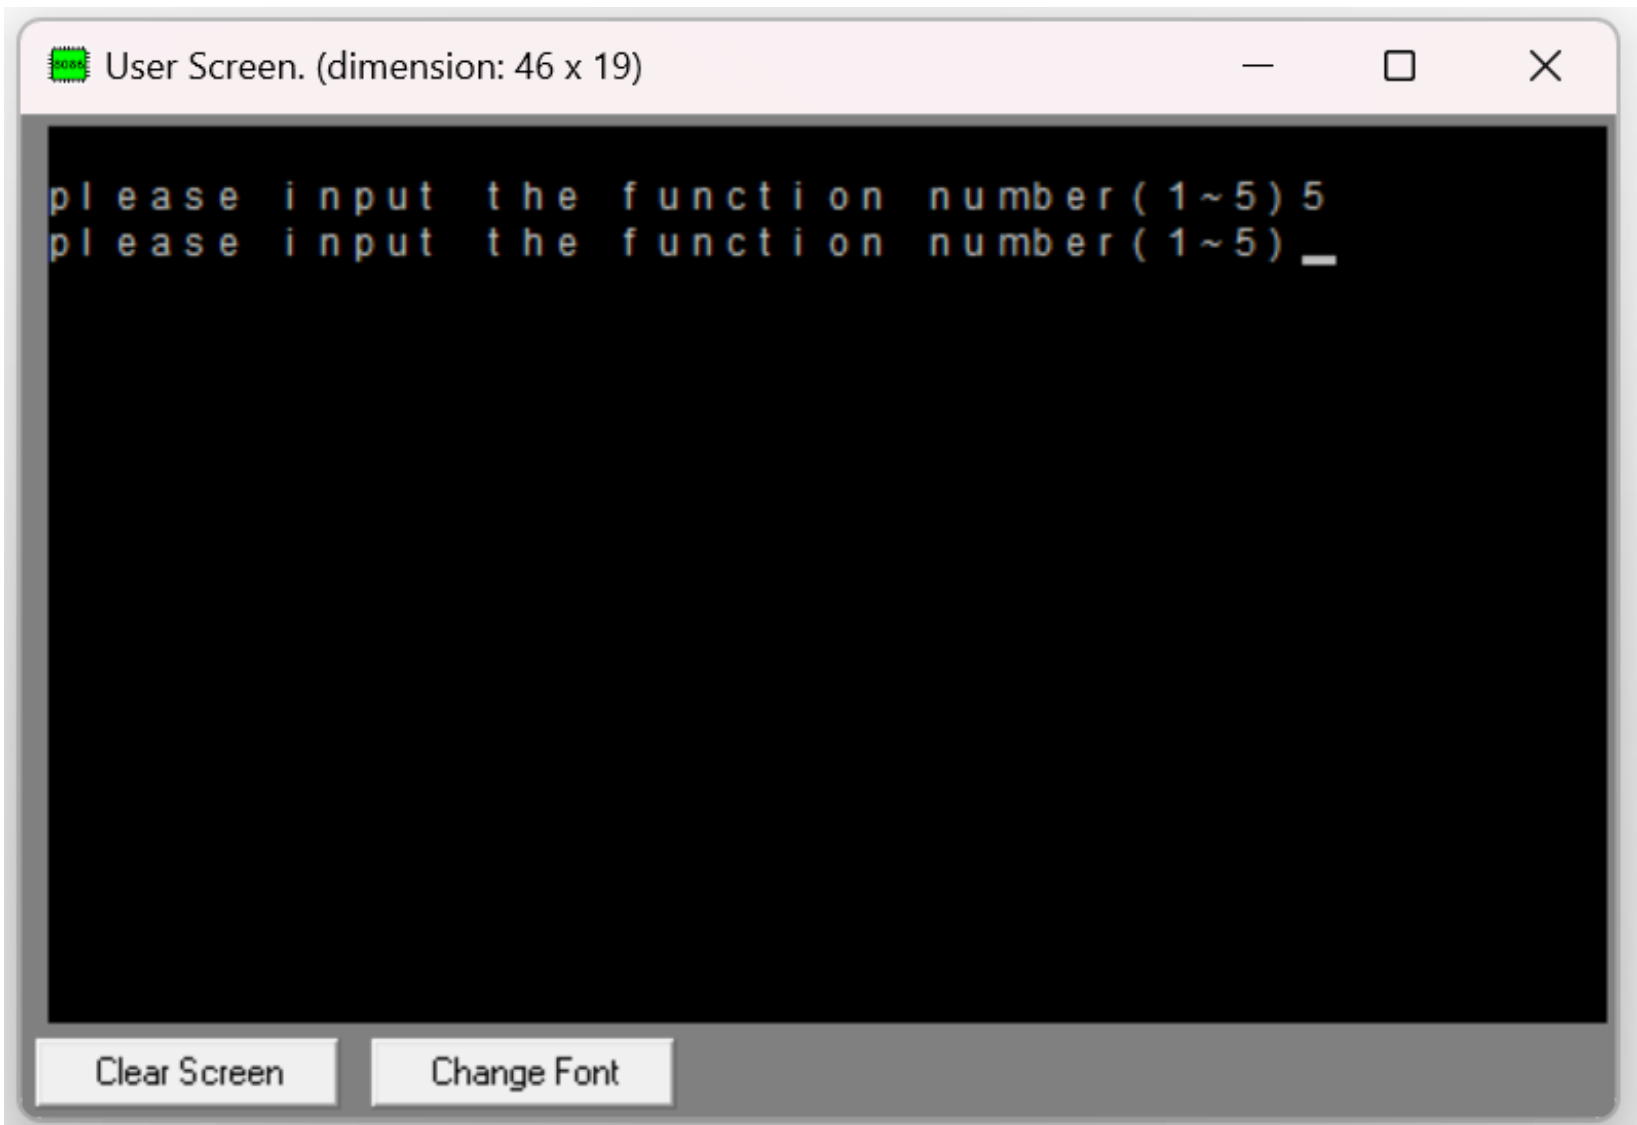 8086
User Screen. (dimension: 46 x 19)
please input the function number(1~5)5
please input the function number(1~5)_
Clear Screen
Change Font